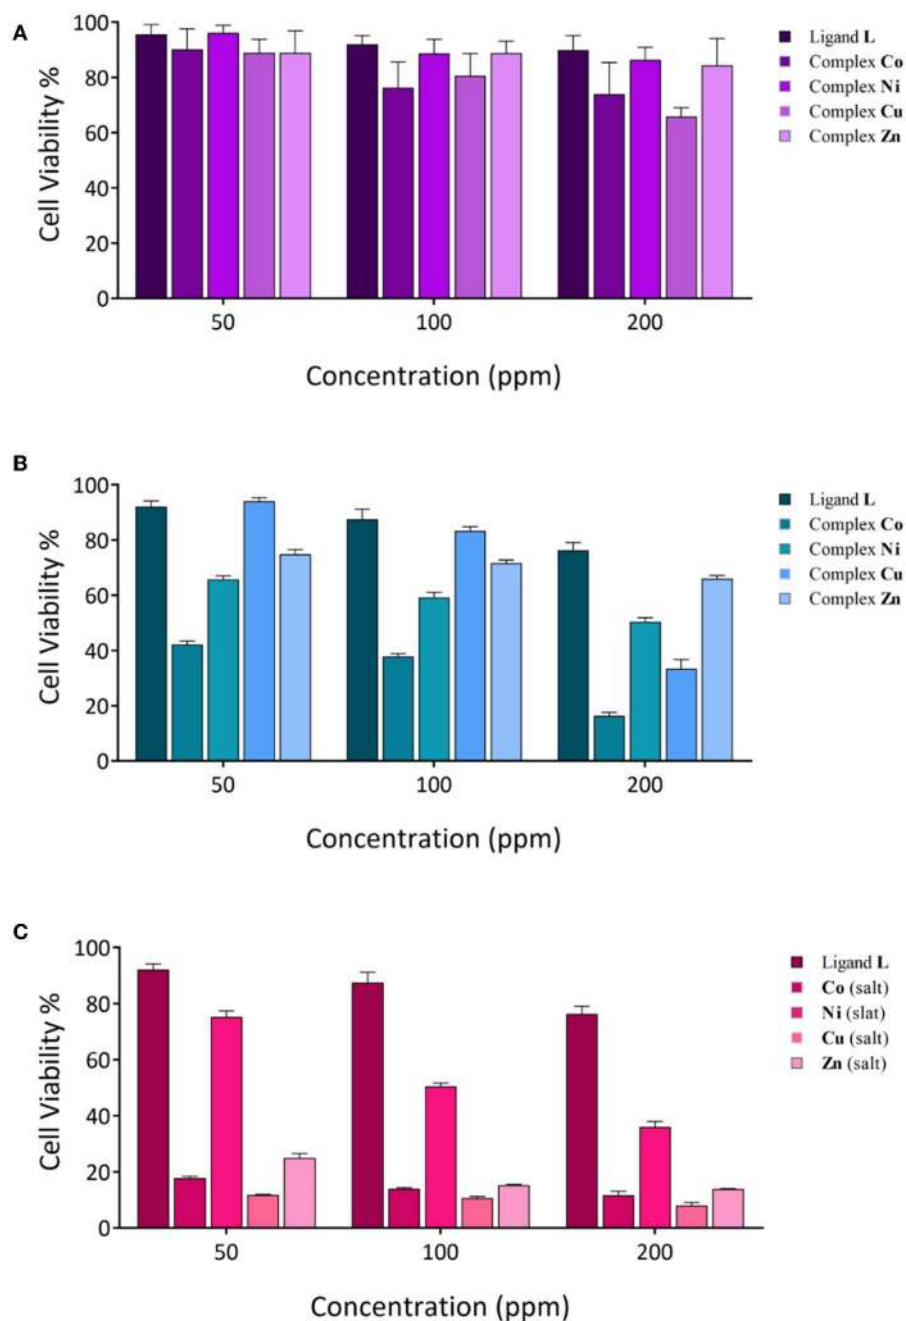 A
Cell Viability %
100
80
60
40
20
0
50
100
200
Concentration (ppm)
Ligand L
Complex Co
Complex Ni
Complex Cu
Complex Zn
B
Cell Viability %
100
80
60
40
20
0
50
100
200
Concentration (ppm)
Ligand L
Complex Co
Complex Ni
Complex Cu
Complex Zn
C
Cell Viability %
100
80
60
40
20
0
50
100
200
Concentration (ppm)
Ligand L
Co (salt)
Ni (slat)
Cu (salt)
Zn (salt)